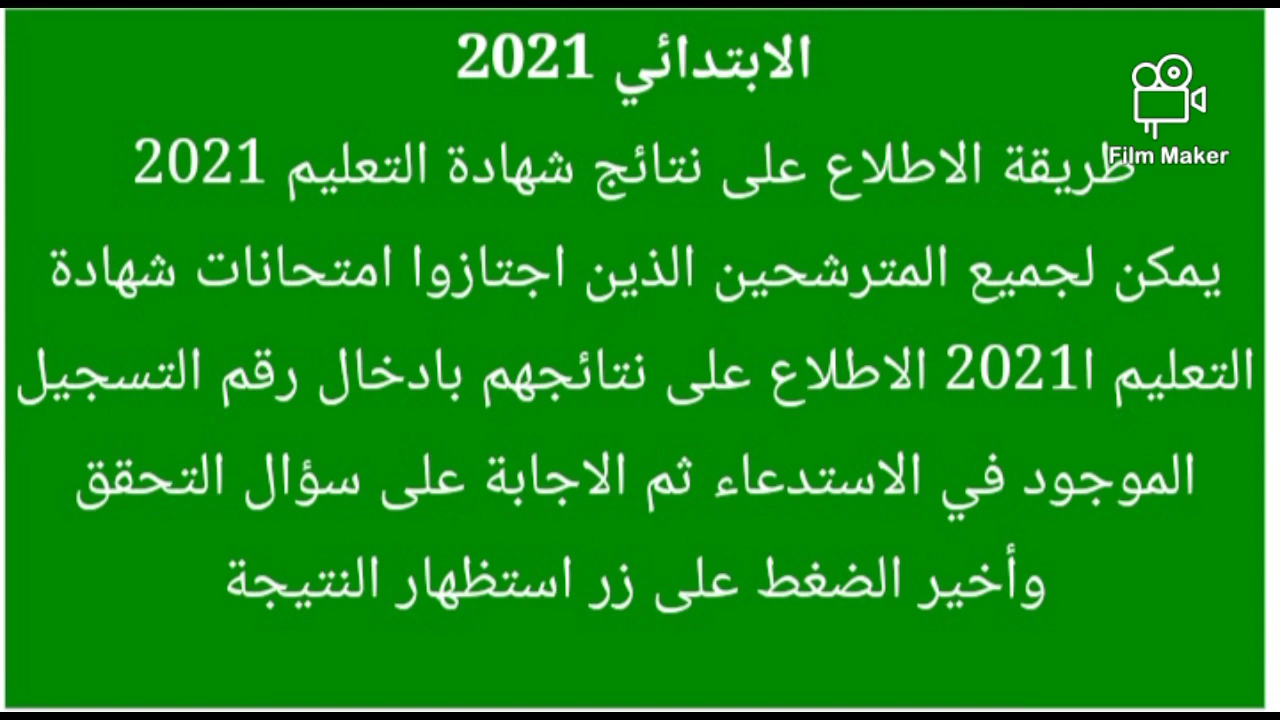 الابتدائي 2021
Film Maker
طريقة الاطلاع على نتائج شهادة التعليم 2021
يمكن لجميع المترشحين الذين اجتازوا امتحانات شهادة
التعليم ا2021 الاطلاع على نتائجهم بادخال رقم التسجيل
الموجود في الاستدعاء ثم الاجابة على سؤال التحقق
وأخير الضغط على زر استظهار النتيجة